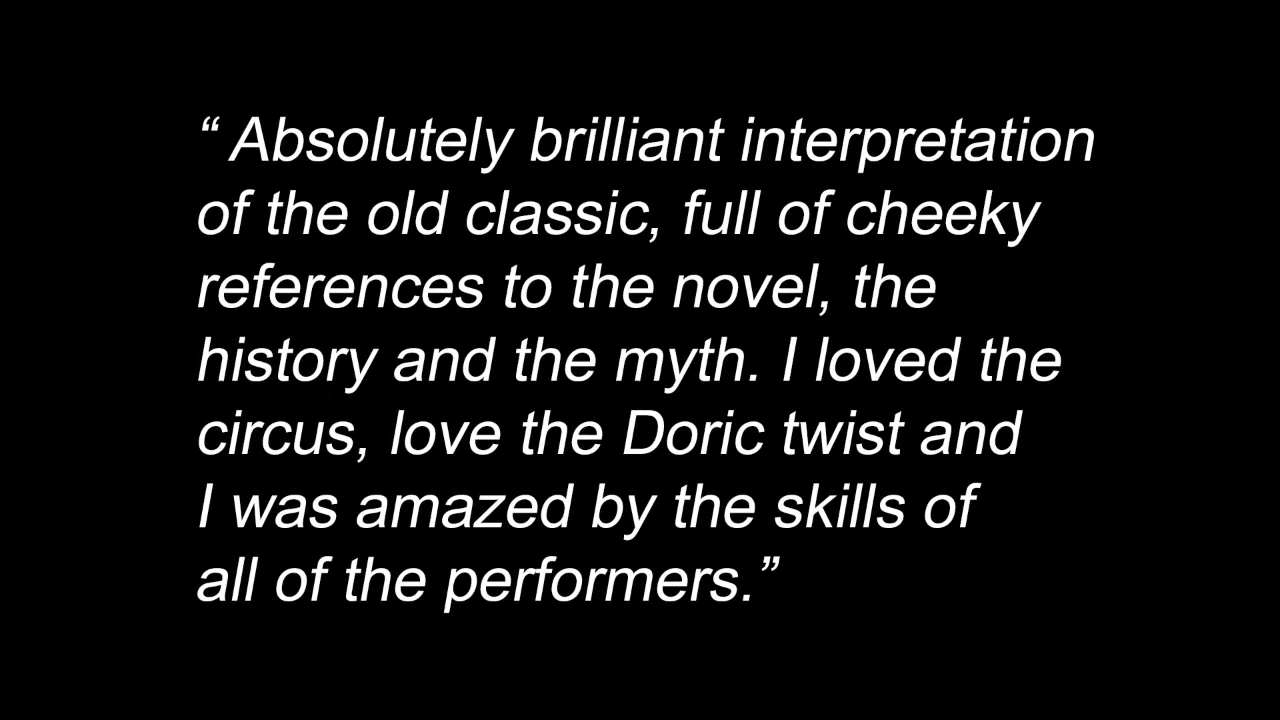 “ Absolutely brilliant interpretation
of the old classic, full of cheeky
references to the novel, the
history and the myth. I loved the
circus, love the Doric twist and
I was amazed by the skills of
all of the performers.”